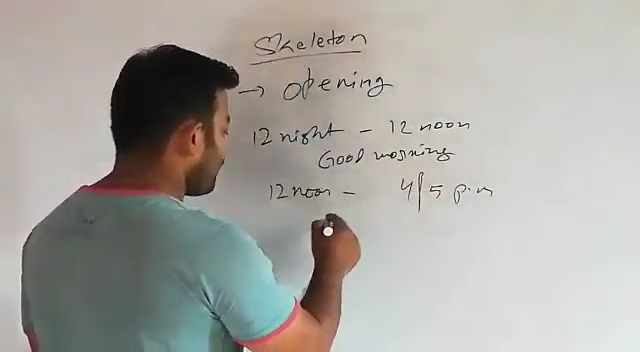 Skeleton
→ opening
12 night - 12 noon
Good morning
12 noon - 4/5 p.m